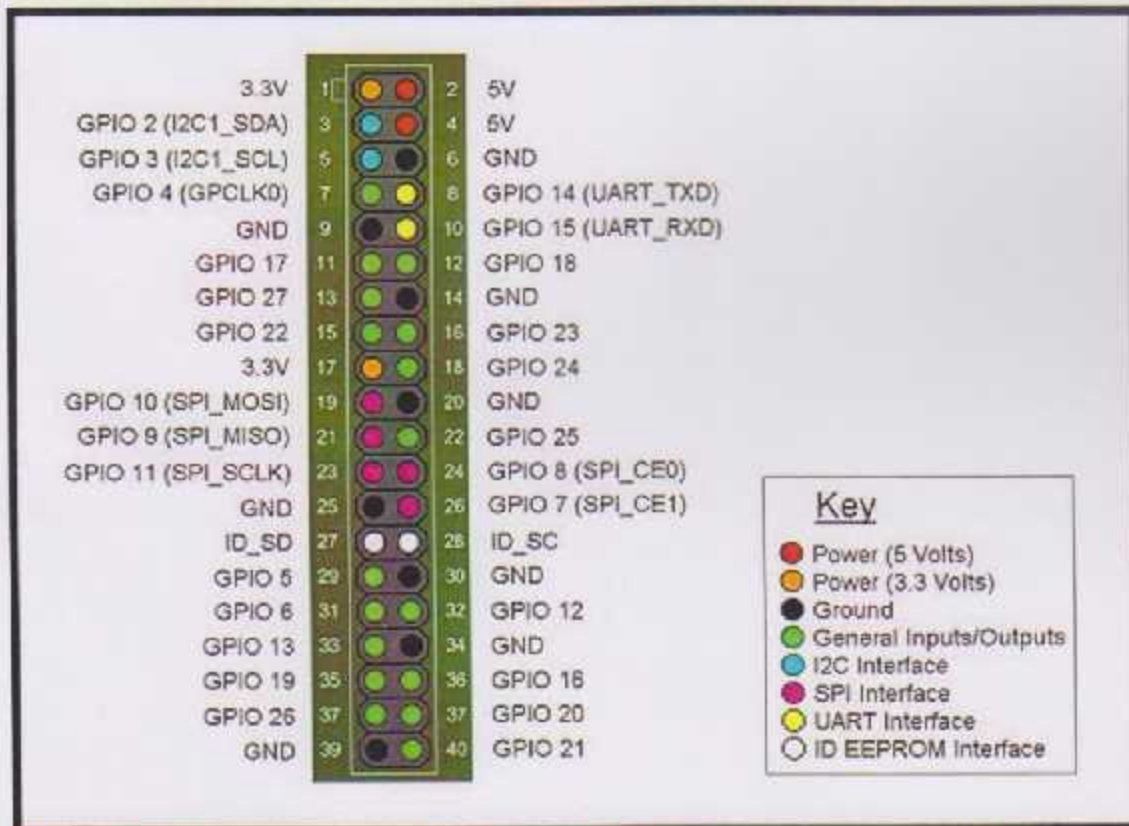 3.3V 1 2 5V
GPIO 2 (I2C1_SDA) 3 4 5V
GPIO 3 (I2C1_SCL) 5 6 GND
GPIO 4 (GPCLK0) 7 8 GPIO 14 (UART_TXD)
GND 9 10 GPIO 15 (UART_RXD)
GPIO 17 11 12 GPIO 18
GPIO 27 13 14 GND
GPIO 22 15 16 GPIO 23
3.3V 17 18 GPIO 24
GPIO 10 (SPI_MOSI) 19 20 GND
GPIO 9 (SPI_MISO) 21 22 GPIO 25
GPIO 11 (SPI_SCLK) 23 24 GPIO 8 (SPI_CE0)
GND 25 26 GPIO 7 (SPI_CE1)
ID_SD 27 28 ID_SC
GPIO 5 29 30 GND
GPIO 6 31 32 GPIO 12
GPIO 13 33 34 GND
GPIO 19 35 36 GPIO 16
GPIO 26 37 37 GPIO 20
GND 39 40 GPIO 21
Key
Power (5 Volts)
Power (3.3 Volts)
Ground
General Inputs/Outputs
I2C Interface
SPI Interface
UART Interface
ID EEPROM Interface